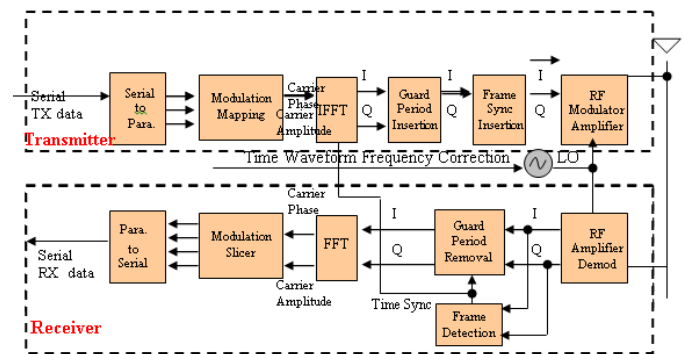 Serial
TX data
Transmitter
Serial
to
Para.
Modulation
Mapping
Carrier
Phase
Carrier
Amplitude
IFFT
I
Q
Guard
Period
Insertion
I
Q
Frame
Sync
Insertion
I
Q
RF
Modulator
Amplifier
Time Waveform Frequency Correction
LO
Serial
RX data
Receiver
Para.
to
Serial
Modulation
Slicer
Carrier
Phase
Carrier
Amplitude
FFT
I
Q
Time Sync
Guard
Period
Removal
Frame
Detection
I
Q
RF
Amplifier
Demod